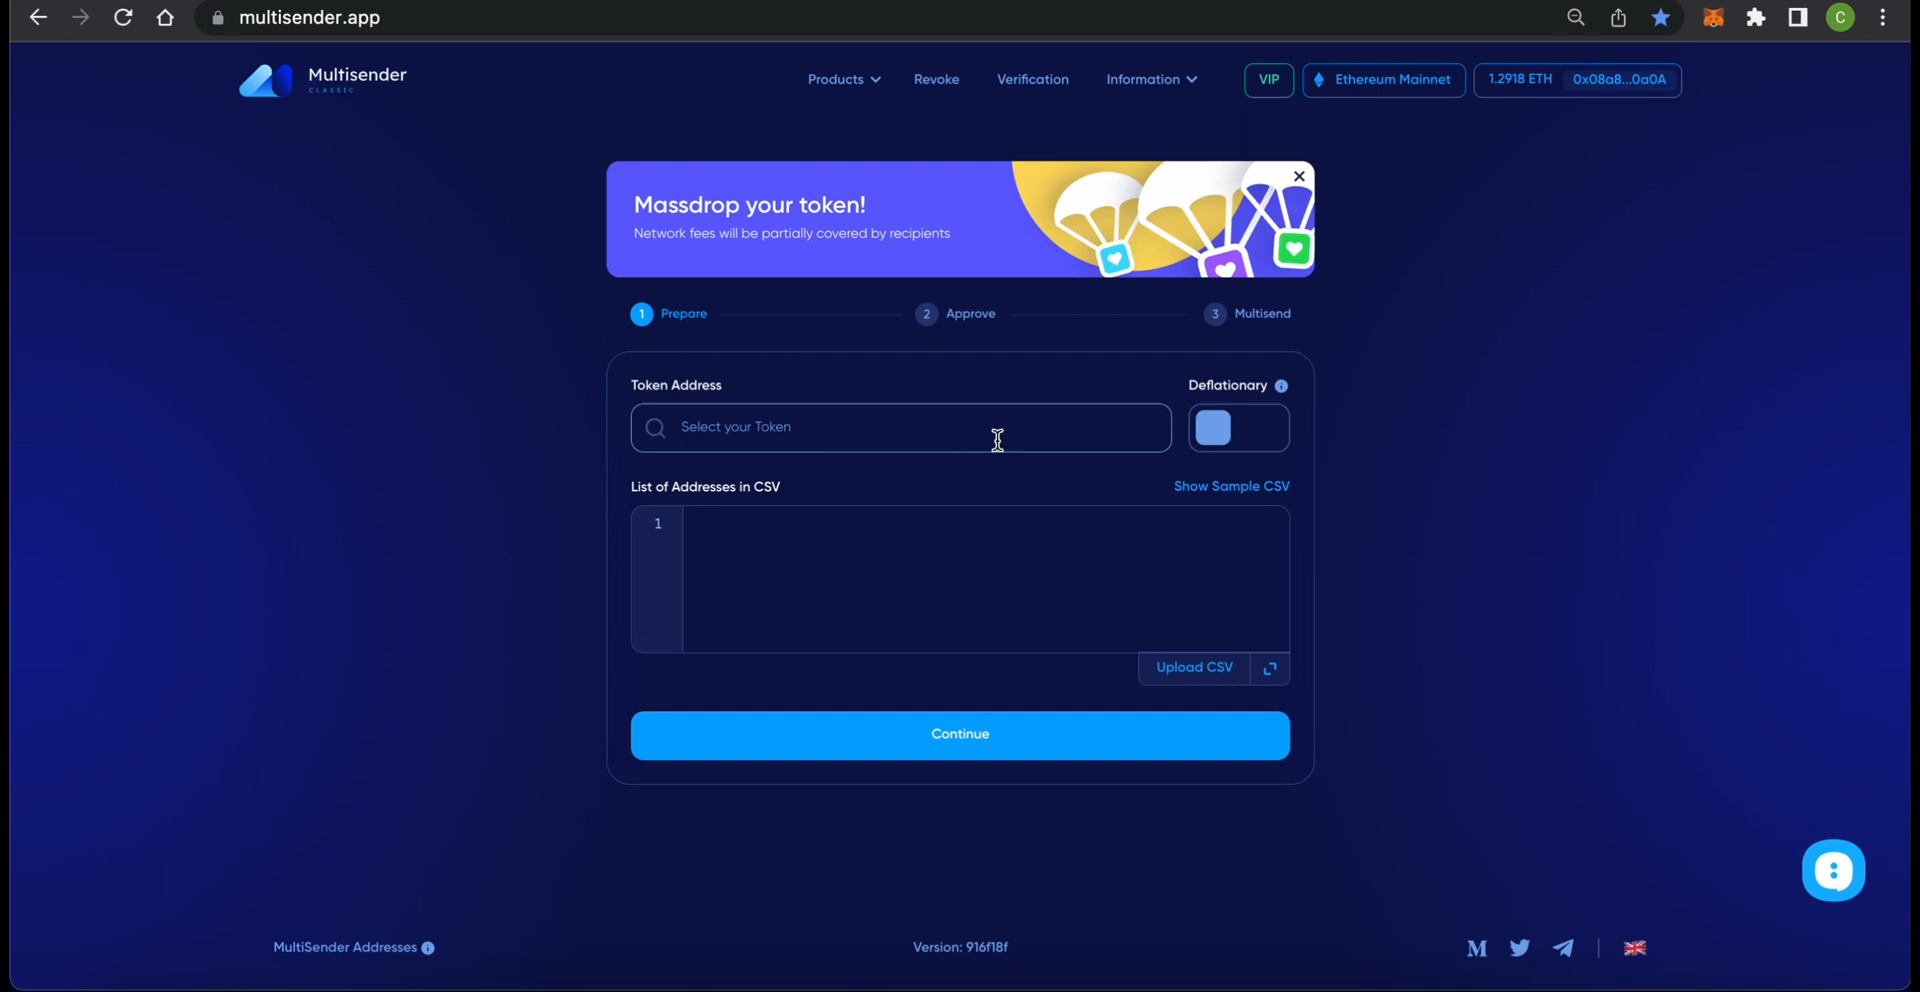 multisender.app
C
Multisender
CLASSIC
Products
Revoke
Verification
Information
VIP
Ethereum Mainnet
1.2918 ETH
0x08a8...0a0A
Massdrop your token!
Network fees will be partially covered by recipients
1 Prepare
2 Approve
3 Multisend
Token Address
Deflationary
Select your Token
List of Addresses in CSV
Show Sample CSV
1
Upload CSV
Continue
MultiSender Addresses
Version: 916f18f